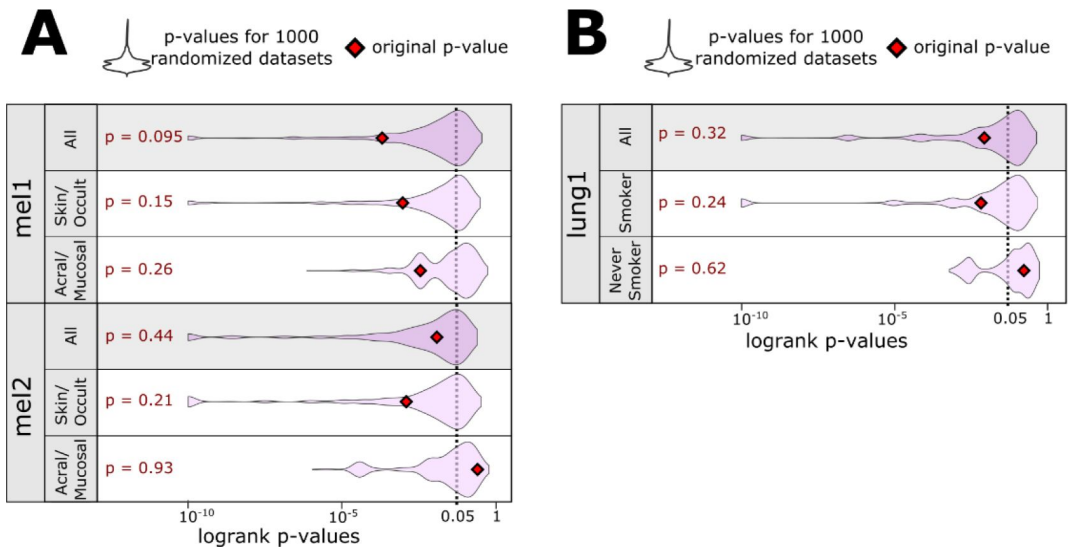 A
p-values for 1000
randomized datasets
original p-value
mel1
All
p = 0.095
Skin/
Occult
p = 0.15
Acral/
Mucosal
p = 0.26
mel2
All
p = 0.44
Skin/
Occult
p = 0.21
Acral/
Mucosal
p = 0.93
10⁻¹⁰
10⁻⁵
0.05
1
logrank p-values
B
p-values for 1000
randomized datasets
original p-value
lung1
All
p = 0.32
Smoker
p = 0.24
Never
Smoker
p = 0.62
10⁻¹⁰
10⁻⁵
0.05
1
logrank p-values